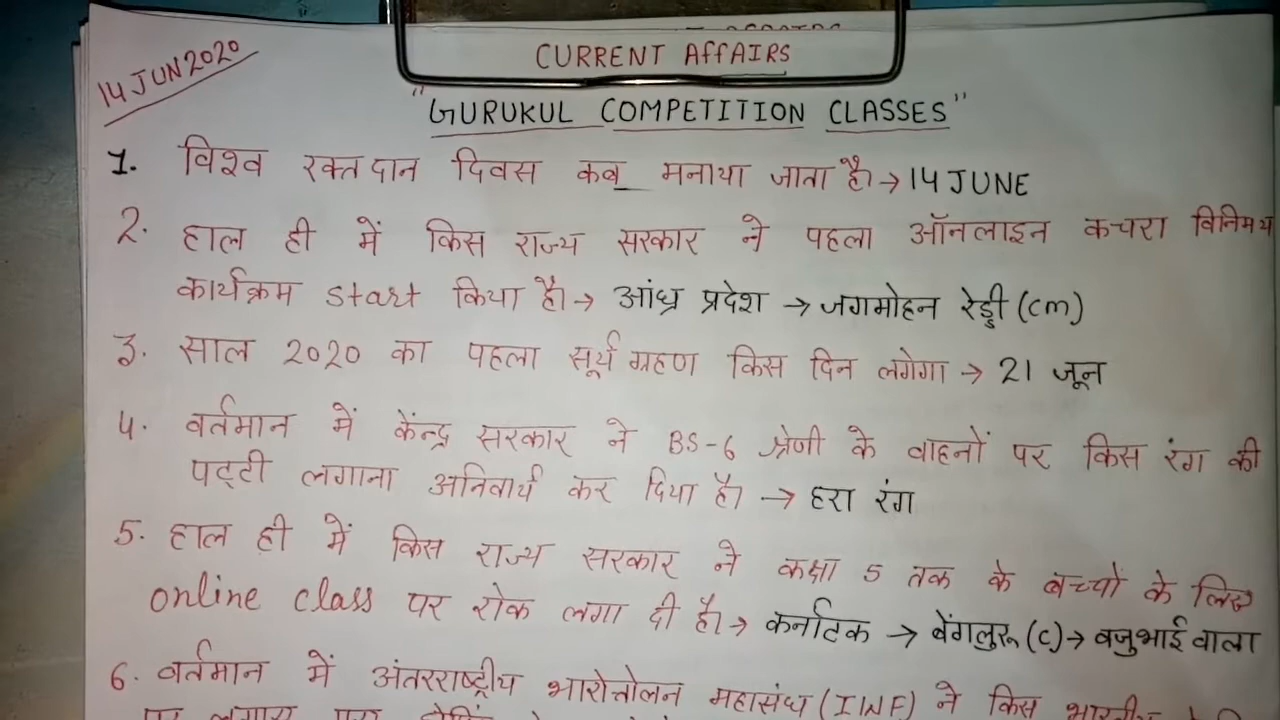 14 JUN 2020
CURRENT AFFAIRS
"GURUKUL COMPETITION CLASSES"
1. विश्व रक्तदान दिवस कब मनाया जाता है। → 14 JUNE
2. हाल ही में किस राज्य सरकार ने पहला ऑनलाइन कचरा विनिमय
कार्यक्रम start किया है। → आंध्र प्रदेश → जगमोहन रेड्डी (cm)
3. साल 2020 का पहला सूर्य ग्रहण किस दिन लगेगा → 21 जून
4. वर्तमान में केंन्द्र सरकार ने BS-6 श्रेणी के वाहनों पर किस रंग की
पट्टी लगाना अनिवार्य कर दिया है। → हरा रंग
5. हाल ही में किस राज्य सरकार ने कक्षा 5 तक के बच्चों के लिए
online class पर रोक लगा दी है। → कर्नाटक → बेंगलुरू (c) → वजुभाई वाला
6. वर्तमान में अंतरराष्ट्रीय भारोत्तोलन महासंघ (IWF) ने किस